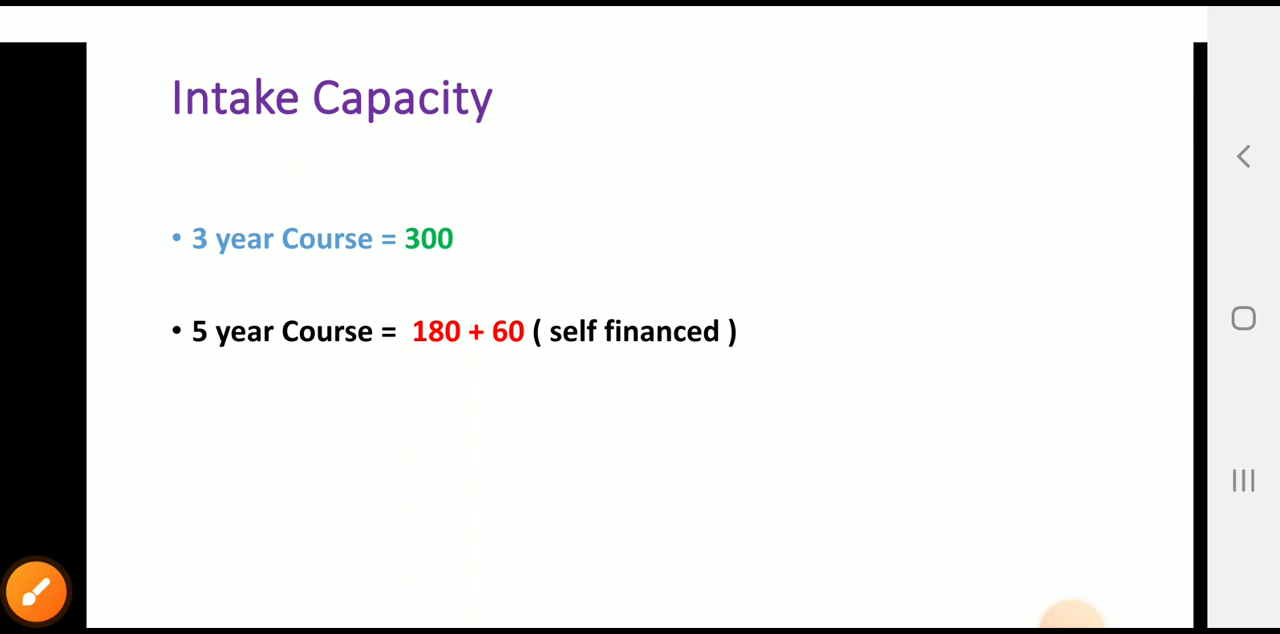 Intake Capacity
• 3 year Course = 300
• 5 year Course = 180 + 60 ( self financed )